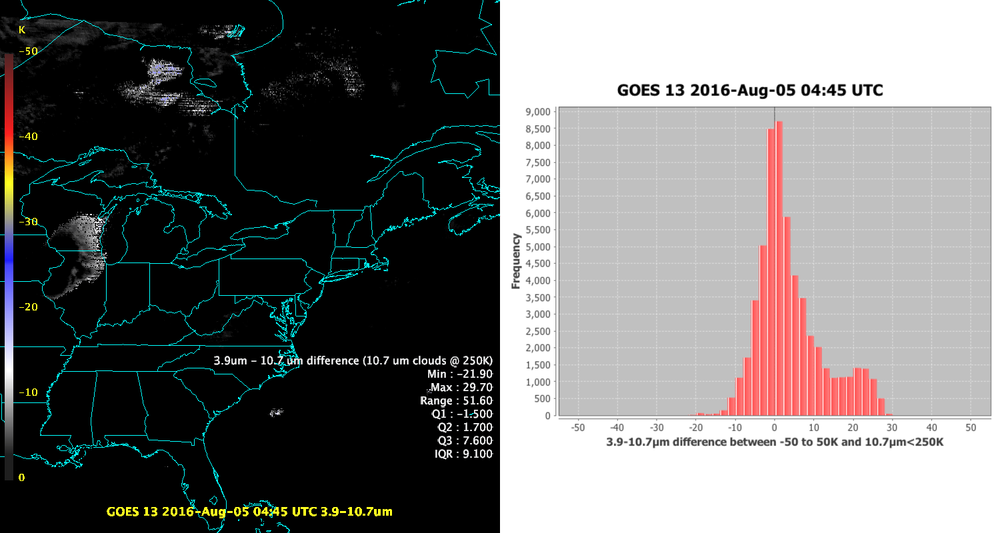 K
-50
-40
-30
-20
-10
0
3.9um - 10.7 um difference (10.7 um clouds @ 250K)
Min : -21.90
Max : 29.70
Range : 51.60
Q1 : -1.500
Q2 : 1.700
Q3 : 7.600
IQR : 9.100
GOES 13 2016-Aug-05 04:45 UTC 3.9-10.7um
GOES 13 2016-Aug-05 04:45 UTC
9,000
8,500
8,000
7,500
7,000
6,500
6,000
5,500
5,000
4,500
4,000
3,500
3,000
2,500
2,000
1,500
1,000
500
0
Frequency
-50 -40 -30 -20 -10 0 10 20 30 40 50
3.9-10.7µm difference between -50 to 50K and 10.7µm<250K